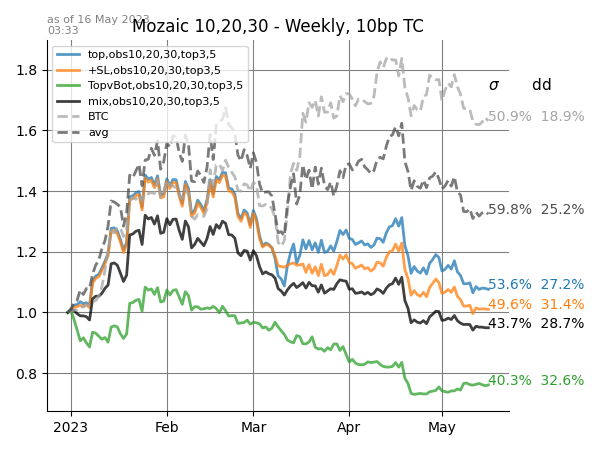 as of 16 May 2023
03:33
Mozaic 10,20,30 - Weekly, 10bp TC
top,obs10,20,30,top3,5
+SL,obs10,20,30,top3,5
TopvBot,obs10,20,30,top3,5
mix,obs10,20,30,top3,5
BTC
avg
σ dd
50.9% 18.9%
59.8% 25.2%
53.6% 27.2%
49.6% 31.4%
43.7% 28.7%
40.3% 32.6%
1.8
1.6
1.4
1.2
1.0
0.8
2023 Feb Mar Apr May